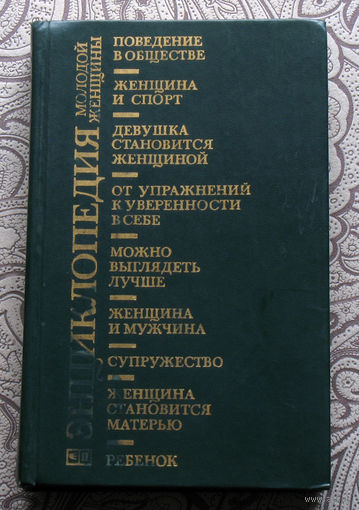 ЭНЦИКЛОПЕДИЯ
МОЛОДОЙ
ЖЕНЩИНЫ
ПОВЕДЕНИЕ
В ОБЩЕСТВЕ
ЖЕНЩИНА
И СПОРТ
ДЕВУШКА
СТАНОВИТСЯ
ЖЕНЩИНОЙ
ОТ УПРАЖНЕНИЙ
К УВЕРЕННОСТИ
В СЕБЕ
МОЖНО
ВЫГЛЯДЕТЬ
ЛУЧШЕ
ЖЕНЩИНА
И МУЖЧИНА
СУПРУЖЕСТВО
ЖЕНЩИНА
СТАНОВИТСЯ
МАТЕРЬЮ
РЕБЕНОК